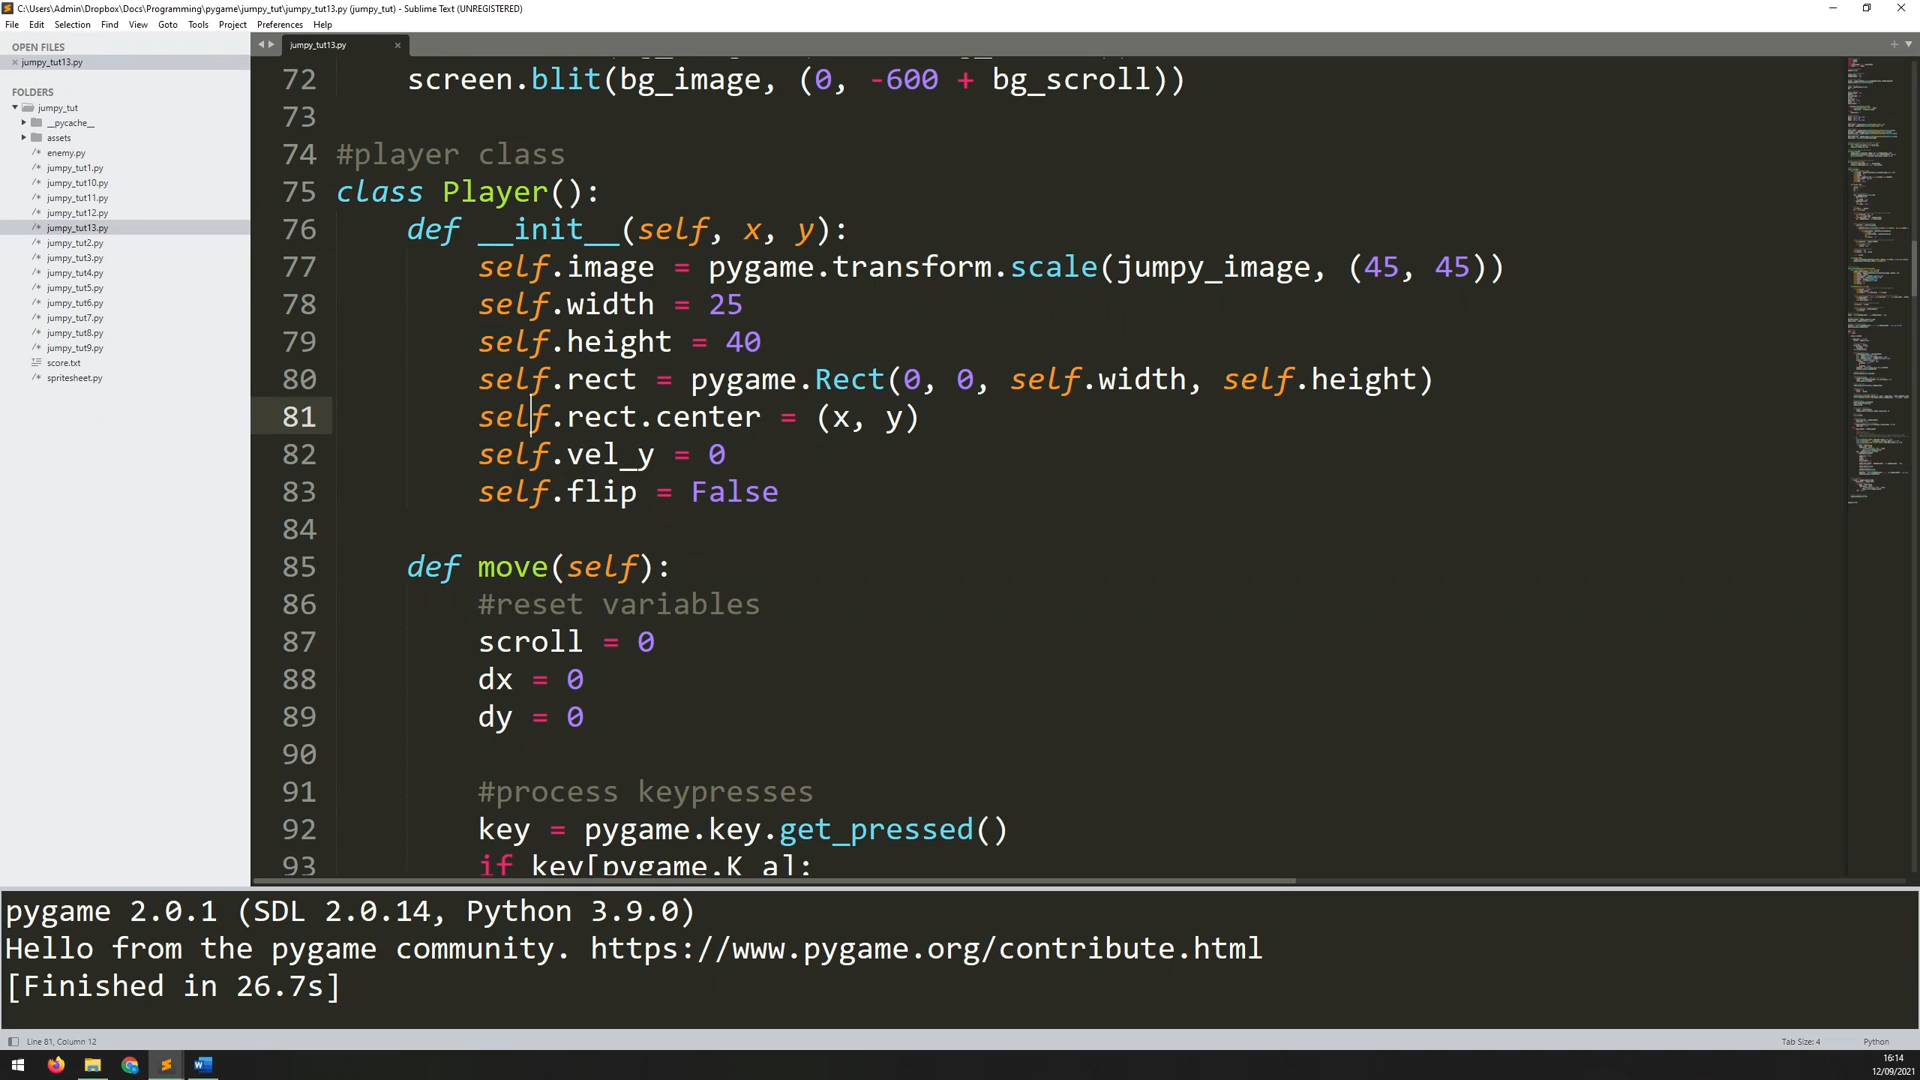 C:\Users\Admin\Dropbox\Docs\Programming\pygame\jumpy_tut\jumpy_tut13.py (jumpy_tut) - Sublime Text (UNREGISTERED)
File Edit Selection Find View Goto Tools Project Preferences Help
OPEN FILES
jumpy_tut13.py
FOLDERS
jumpy_tut
__pycache__
assets
enemy.py
jumpy_tut1.py
jumpy_tut10.py
jumpy_tut11.py
jumpy_tut12.py
jumpy_tut13.py
jumpy_tut2.py
jumpy_tut3.py
jumpy_tut4.py
jumpy_tut5.py
jumpy_tut6.py
jumpy_tut7.py
jumpy_tut8.py
jumpy_tut9.py
score.txt
spritesheet.py
jumpy_tut13.py
72 screen.blit(bg_image, (0, -600 + bg_scroll))
73
74 #player class
75 class Player():
76 def __init__(self, x, y):
77 self.image = pygame.transform.scale(jumpy_image, (45, 45))
78 self.width = 25
79 self.height = 40
80 self.rect = pygame.Rect(0, 0, self.width, self.height)
81 self.rect.center = (x, y)
82 self.vel_y = 0
83 self.flip = False
84
85 def move(self):
86 #reset variables
87 scroll = 0
88 dx = 0
89 dy = 0
90
91 #process keypresses
92 key = pygame.key.get_pressed()
93 if key[pygame.K_a]:
pygame 2.0.1 (SDL 2.0.14, Python 3.9.0)
Hello from the pygame community. https://www.pygame.org/contribute.html
[Finished in 26.7s]
Line 81, Column 12 Tab Size: 4 Python
16:14
12/09/2021